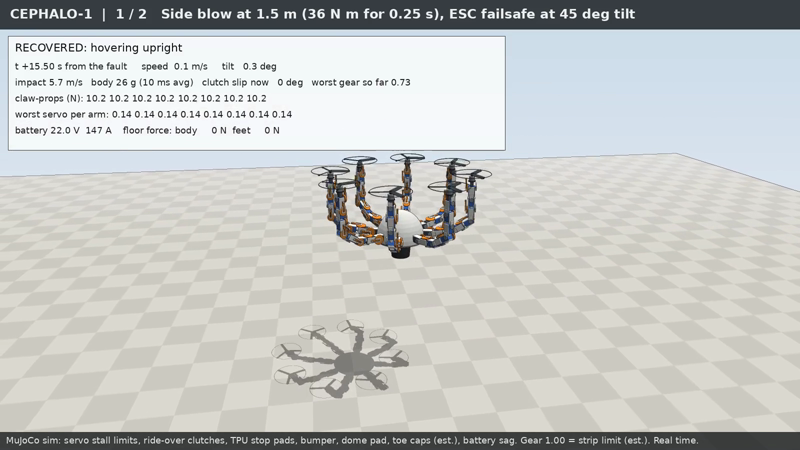 CEPHALO-1 | 1 / 2 Side blow at 1.5 m (36 N m for 0.25 s), ESC failsafe at 45 deg tilt
RECOVERED: hovering upright
t +15.50 s from the fault speed 0.1 m/s tilt 0.3 deg
impact 5.7 m/s body 26 g (10 ms avg) clutch slip now 0 deg worst gear so far 0.73
claw-props (N): 10.2 10.2 10.2 10.2 10.2 10.2 10.2 10.2
worst servo per arm: 0.14 0.14 0.14 0.14 0.14 0.14 0.14 0.14
battery 22.0 V 147 A floor force: body 0 N feet 0 N
MuJoCo sim: servo stall limits, ride-over clutches, TPU stop pads, bumper, dome pad, toe caps (est.), battery sag. Gear 1.00 = strip limit (est.). Real time.